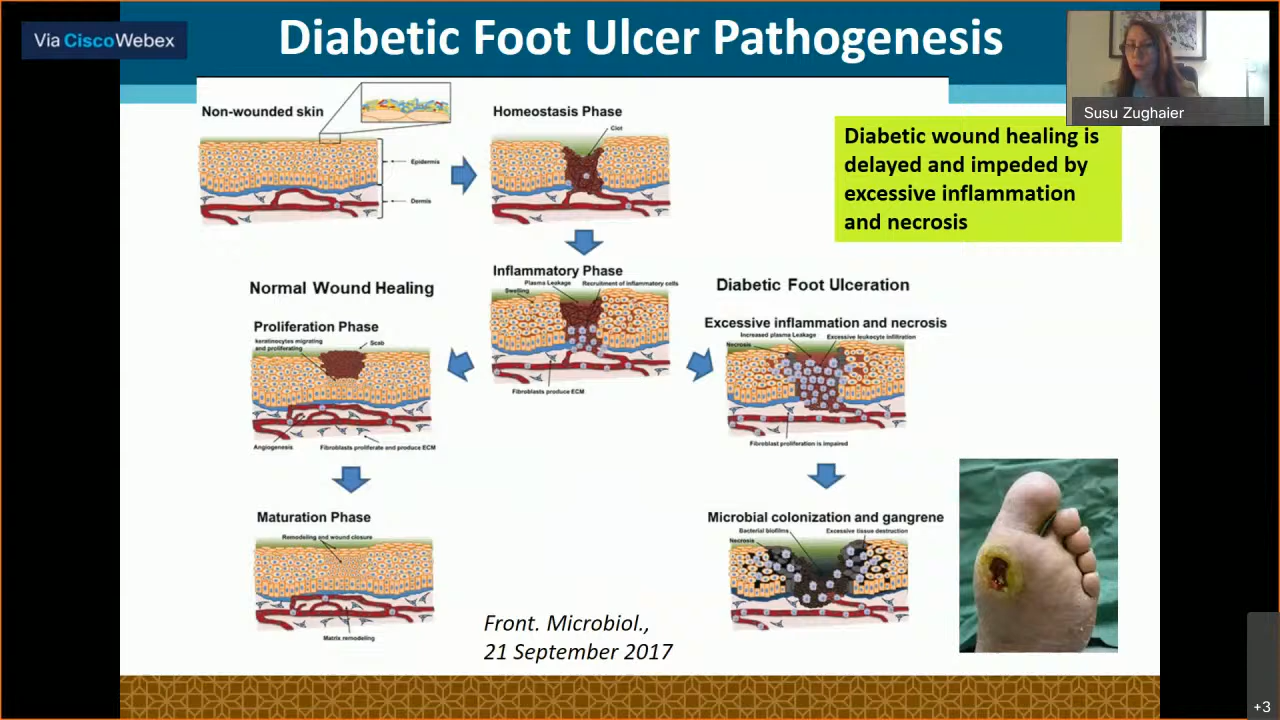 Via CiscoWebex
Diabetic Foot Ulcer Pathogenesis
Susu Zughaier
Non-wounded skin
Epidermis
Dermis
Homeostasis Phase
Clot
Diabetic wound healing is
delayed and impeded by
excessive inflammation
and necrosis
Inflammatory Phase
Plasma Leakage
Recruitment of inflammatory cells
Swelling
Fibroblasts produce ECM
Normal Wound Healing
Proliferation Phase
keratinocytes migrating
and proliferating
Scab
Angiogenesis
Fibroblasts proliferate and produce ECM
Diabetic Foot Ulceration
Excessive inflammation and necrosis
Increased plasma Leakage
Excessive leukocyte infiltration
Necrosis
Fibroblast proliferation is impaired
Maturation Phase
Remodeling and wound closure
Matrix remodeling
Microbial colonization and gangrene
Bacterial biofilms
Excessive tissue destruction
Necrosis
Front. Microbiol.,
21 September 2017
+3